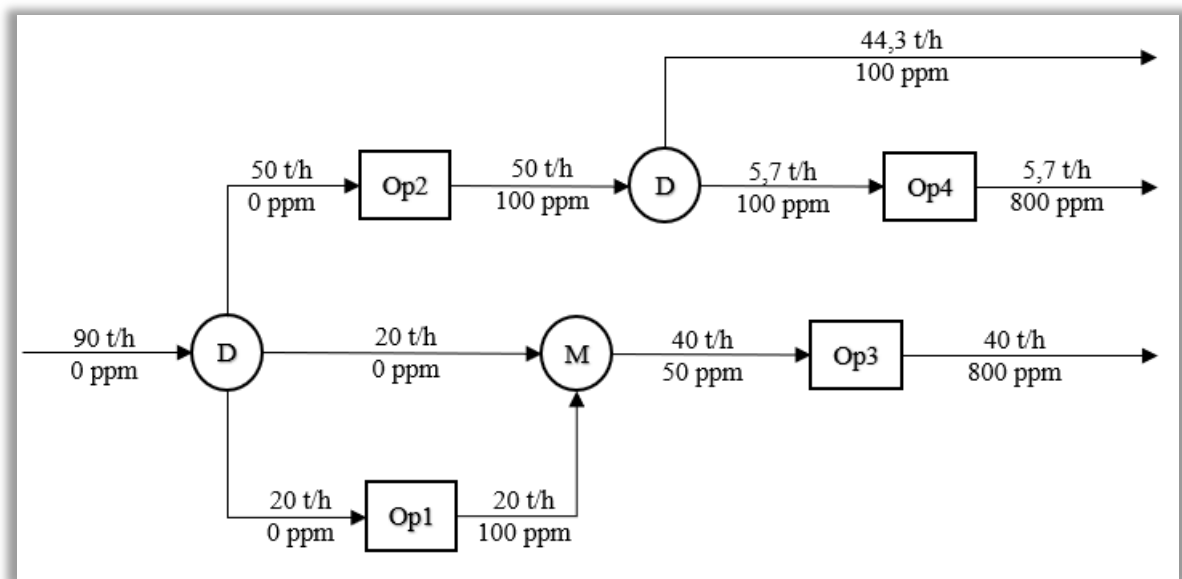 44,3 t/h
100 ppm
50 t/h
0 ppm
Op2
50 t/h
100 ppm
D
5,7 t/h
100 ppm
Op4
5,7 t/h
800 ppm
90 t/h
0 ppm
D
20 t/h
0 ppm
M
40 t/h
50 ppm
Op3
40 t/h
800 ppm
20 t/h
0 ppm
Op1
20 t/h
100 ppm